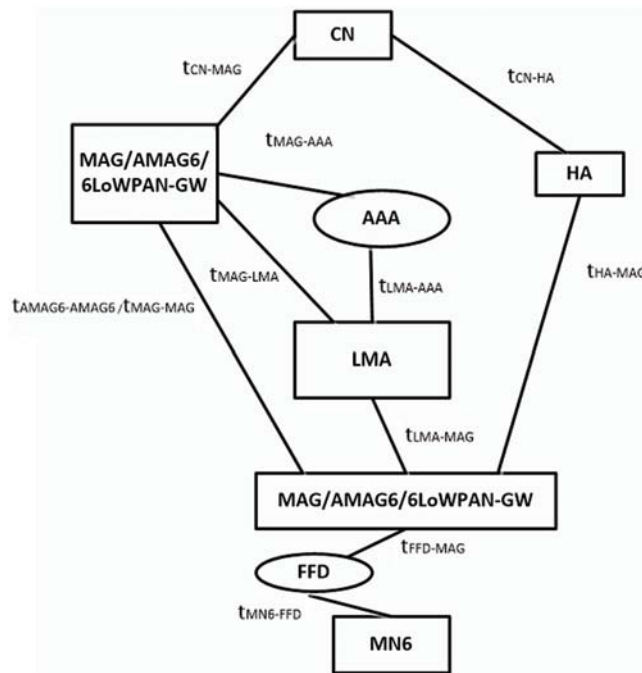 CN
tCN-MAG
tCN-HA
tMAG-AAA
MAG/AMAG6/
6LoWPAN-GW
HA
AAA
tMAG-LMA
tLMA-AAA
tHA-MAG
tAMAG6-AMAG6/tMAG-MAG
LMA
tLMA-MAG
MAG/AMAG6/6LoWPAN-GW
tFFD-MAG
FFD
tMN6-FFD
MN6